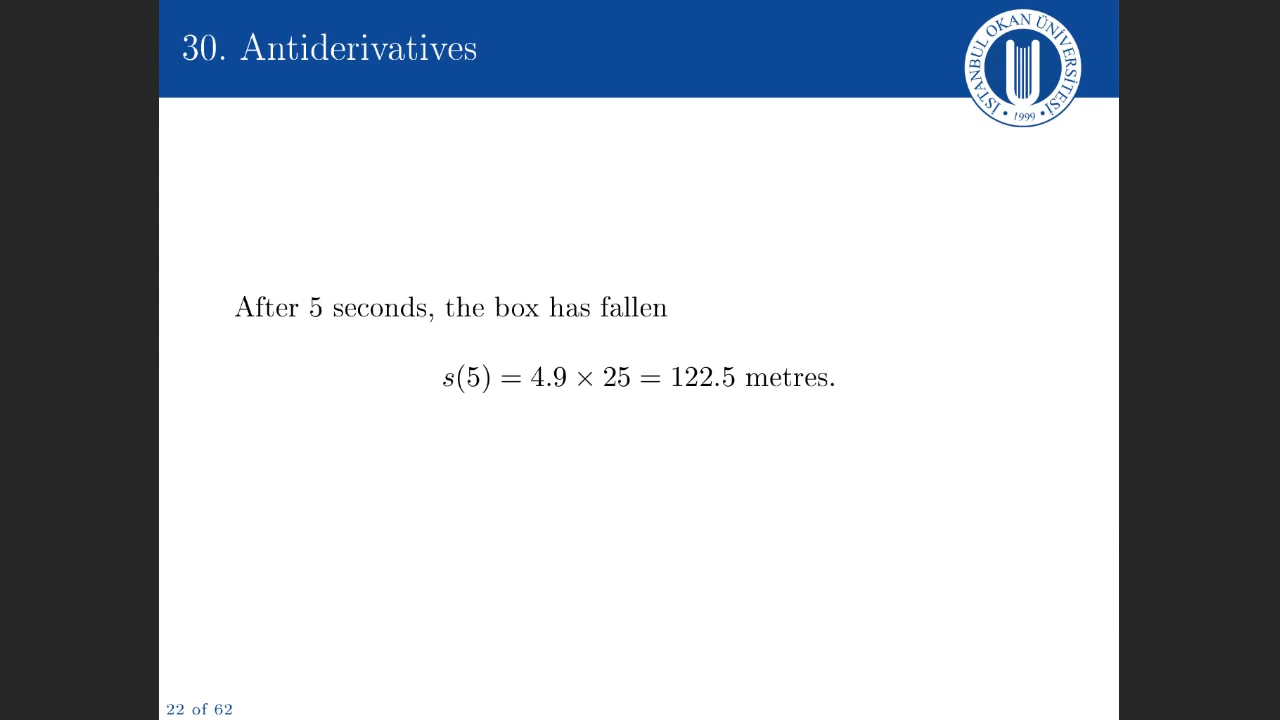 30. Antiderivatives
İSTANBUL OKAN ÜNİVERSİTESİ
• 1999 •
After 5 seconds, the box has fallen
s(5) = 4.9 × 25 = 122.5 metres.
22 of 62